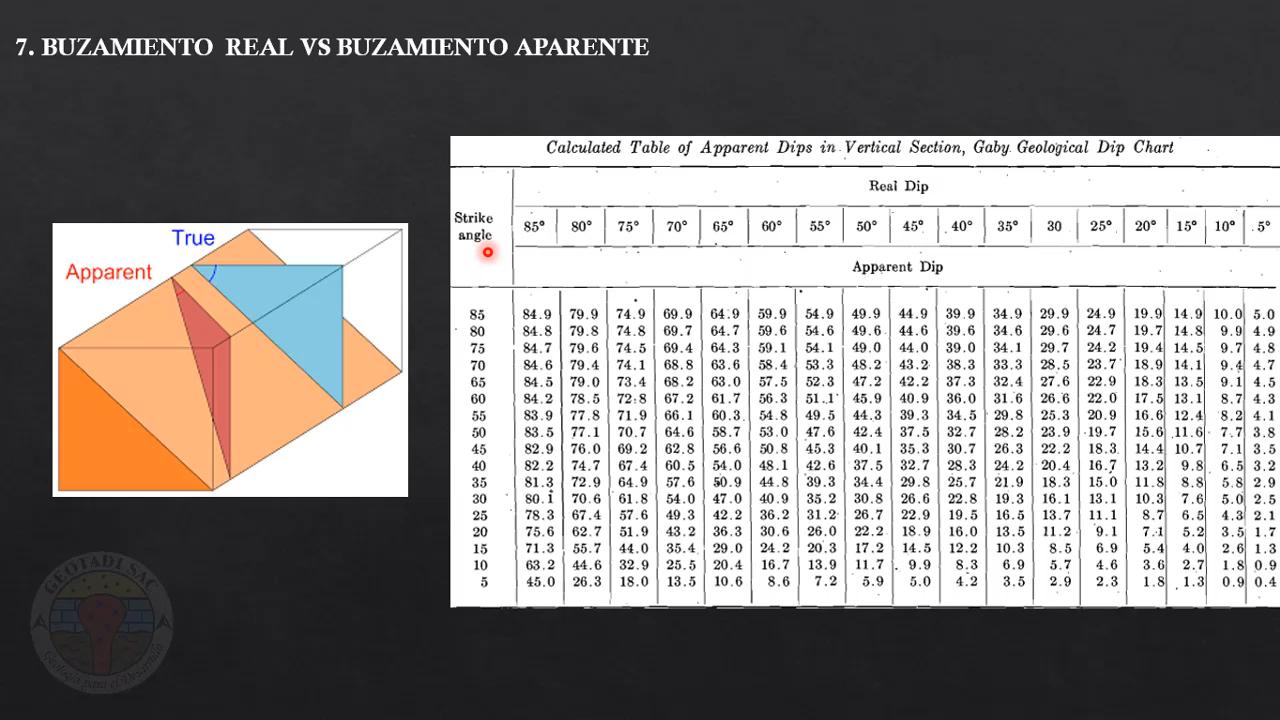 7. BUZAMIENTO REAL VS BUZAMIENTO APARENTE
True
Apparent
Calculated Table of Apparent Dips in Vertical Section, Gaby Geological Dip Chart
Real Dip
Strike angle 85° 80° 75° 70° 65° 60° 55° 50° 45° 40° 35° 30 25° 20° 15° 10° 5°
Apparent Dip
85 84.9 79.9 74.9 69.9 64.9 59.9 54.9 49.9 44.9 39.9 34.9 29.9 24.9 19.9 14.9 10.0 5.0
80 84.8 79.8 74.8 69.7 64.7 59.6 54.6 49.6 44.6 39.6 34.6 29.6 24.7 19.7 14.8 9.9 4.9
75 84.7 79.6 74.5 69.4 64.3 59.1 54.1 49.0 44.0 39.0 34.1 29.7 24.2 19.4 14.5 9.7 4.8
70 84.6 79.4 74.1 68.8 63.6 58.4 53.3 48.2 43.2 38.3 33.3 28.5 23.7 18.9 14.1 9.4 4.7
65 84.5 79.0 73.4 68.2 63.0 57.5 52.3 47.2 42.2 37.3 32.4 27.6 22.9 18.3 13.5 9.1 4.5
60 84.2 78.5 72.8 67.2 61.7 56.3 51.1 45.9 40.9 36.0 31.6 26.6 22.0 17.5 13.1 8.7 4.3
55 83.9 77.8 71.9 66.1 60.3 54.8 49.5 44.3 39.3 34.5 29.8 25.3 20.9 16.6 12.4 8.2 4.1
50 83.5 77.1 70.7 64.6 58.7 53.0 47.6 42.4 37.5 32.7 28.2 23.9 19.7 15.6 11.6 7.7 3.8
45 82.9 76.0 69.2 62.8 56.6 50.8 45.3 40.1 35.3 30.7 26.3 22.2 18.3 14.4 10.7 7.1 3.5
40 82.2 74.7 67.4 60.5 54.0 48.1 42.6 37.5 32.7 28.3 24.2 20.4 16.7 13.2 9.8 6.5 3.2
35 81.3 72.9 64.9 57.6 50.9 44.8 39.3 34.4 29.8 25.7 21.9 18.3 15.0 11.8 8.8 5.8 2.9
30 80.1 70.6 61.8 54.0 47.0 40.9 35.2 30.8 26.6 22.8 19.3 16.1 13.1 10.3 7.6 5.0 2.5
25 78.3 67.4 57.6 49.3 42.2 36.2 31.2 26.7 22.9 19.5 16.5 13.7 11.1 8.7 6.5 4.3 2.1
20 75.6 62.7 51.9 43.2 36.3 30.6 26.0 22.2 18.9 16.0 13.5 11.2 9.1 7.1 5.2 3.5 1.7
15 71.3 55.7 44.0 35.4 29.0 24.2 20.3 17.2 14.5 12.2 10.3 8.5 6.9 5.4 4.0 2.6 1.3
10 63.2 44.6 32.9 25.5 20.4 16.7 13.9 11.7 9.9 8.3 6.9 5.7 4.6 3.6 2.7 1.8 0.9
5 45.0 26.3 18.0 13.5 10.6 8.6 7.2 5.9 5.0 4.2 3.5 2.9 2.3 1.8 1.3 0.9 0.4
GEOTADI SAC
Geología para el Desarrollo